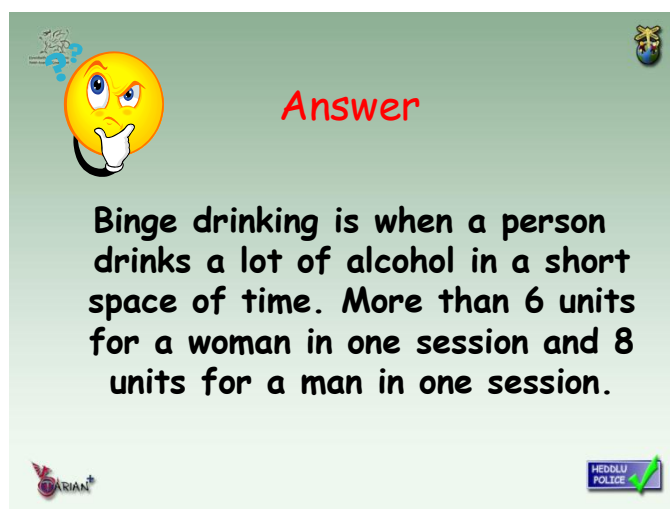 ??
Answer
Binge drinking is when a person
drinks a lot of alcohol in a short
space of time. More than 6 units
for a woman in one session and 8
units for a man in one session.
TARIAN+
HEDDLU
POLICE